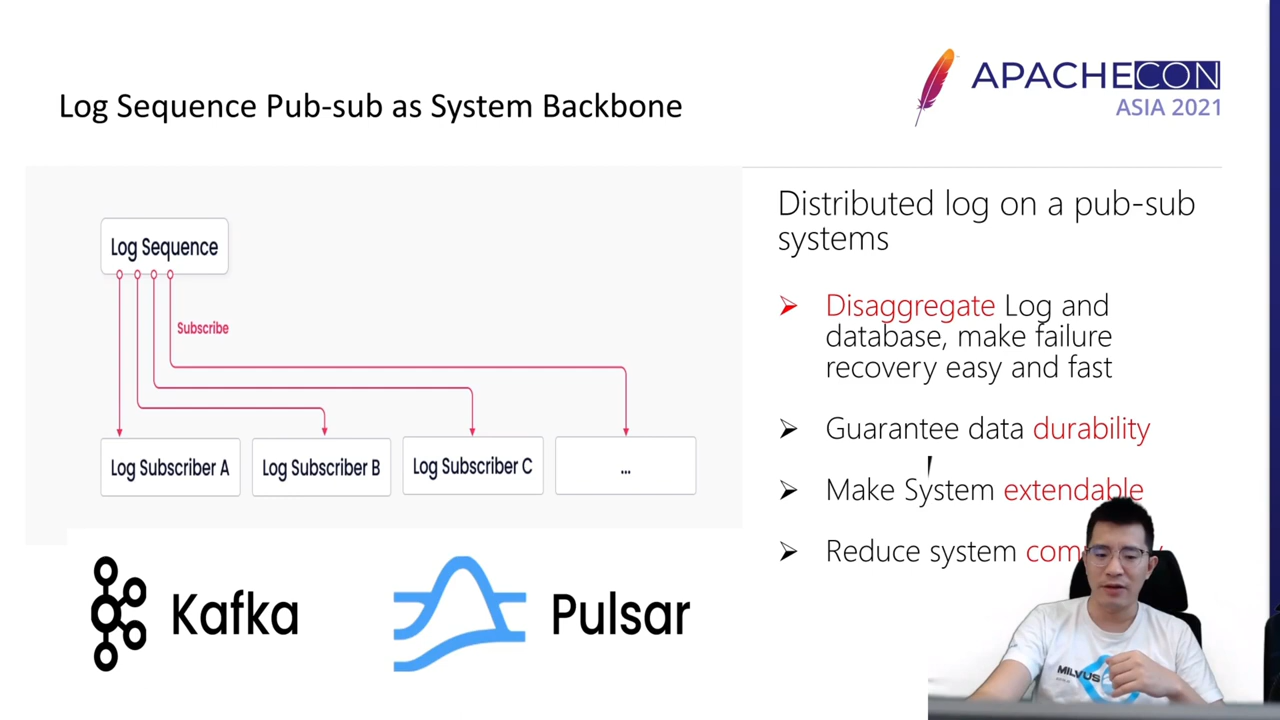 APACHECON
ASIA 2021
Log Sequence Pub-sub as System Backbone
Log Sequence
Subscribe
Log Subscriber A
Log Subscriber B
Log Subscriber C
...
Kafka
Pulsar
Distributed log on a pub-sub
systems
Disaggregate Log and
database, make failure
recovery easy and fast
Guarantee data durability
Make System extendable
Reduce system
MILVUS